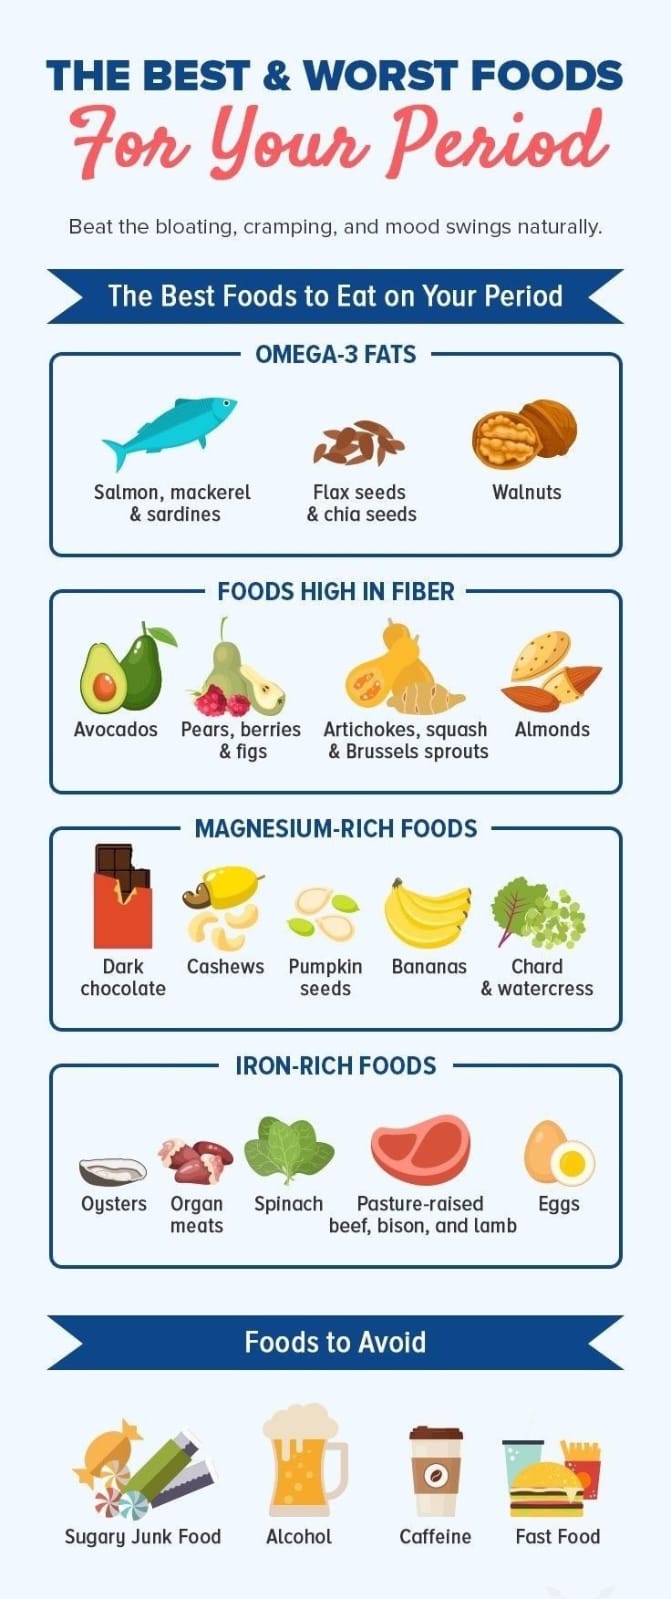 THE BEST & WORST FOODS
For Your Period
Beat the bloating, cramping, and mood swings naturally.
The Best Foods to Eat on Your Period
OMEGA-3 FATS
Salmon, mackerel
& sardines
Flax seeds
& chia seeds
Walnuts
FOODS HIGH IN FIBER
Avocados
Pears, berries
& figs
Artichokes, squash
& Brussels sprouts
Almonds
MAGNESIUM-RICH FOODS
Dark
chocolate
Cashews
Pumpkin
seeds
Bananas
Chard
& watercress
IRON-RICH FOODS
Oysters
Organ
meats
Spinach
Pasture-raised
beef, bison, and lamb
Eggs
Foods to Avoid
Sugary Junk Food
Alcohol
Caffeine
Fast Food